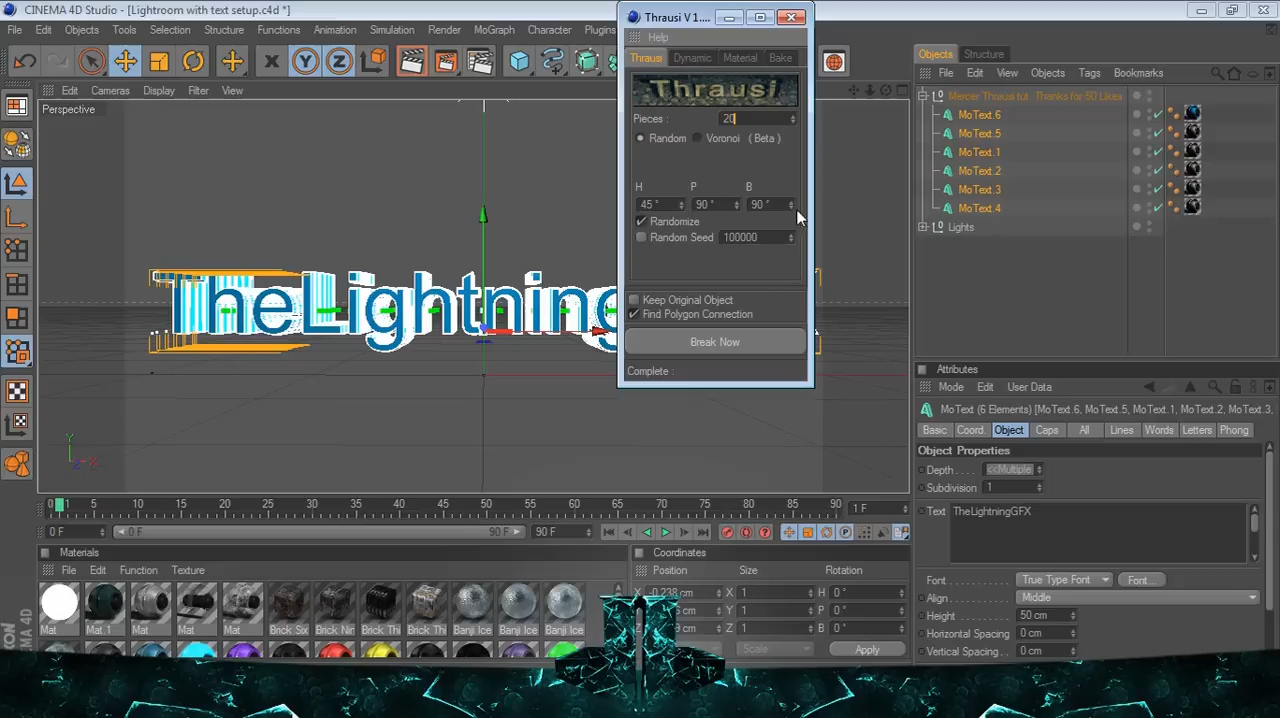 CINEMA 4D Studio - [Lightroom with text setup.c4d *]
File Edit Objects Tools Selection Structure Functions Animation Simulation Render MoGraph Character Plugins
Thrausi V 1....
Help
Thrausi Dynamic Material Bake
Thrausi
Pieces : 20
Random Voronoi ( Beta )
H P B
45 ° 90 ° 90 °
Randomize
Random Seed 100000
Keep Original Object
Find Polygon Connection
Break Now
Complete :
Edit Cameras Display Filter View
Perspective
TheLightning
Y
X
Z
Objects Structure
File Edit View Objects Tags Bookmarks
Mercer Thrausi tut Thanks for 50 Likes
MoText.6
MoText.5
MoText.1
MoText.2
MoText.3
MoText.4
Lights
Attributes
Mode Edit User Data
MoText (6 Elements) [MoText.6, MoText.5, MoText.1, MoText.2, MoText.3,
Basic Coord. Object Caps All Lines Words Letters Phong
Object Properties
Depth . . . . <<Multiple
Subdivision 1
Text TheLightningGFX
Font True Type Font Font...
Align Middle
Height 50 cm
Horizontal Spacing 0 cm
Vertical Spacing . . 0 cm
0 1 5 10 15 20 25 30 35 40 45 50 55 60 65 70 75 80 85 90 1 F
0 F 0 F 90 F 90 F
Materials
File Edit Function Texture
Mat Mat.1 Mat Mat Mat Brick Six Brick Nin Brick Thi Brick Thi Banji Ice Banji Ice Banji Ice
Coordinates
Position Size Rotation
X -0.238 cm X 1 H 0 °
Y 1 P 0 °
Z 1 B 0 °
Scale Apply
CINEMA 4D